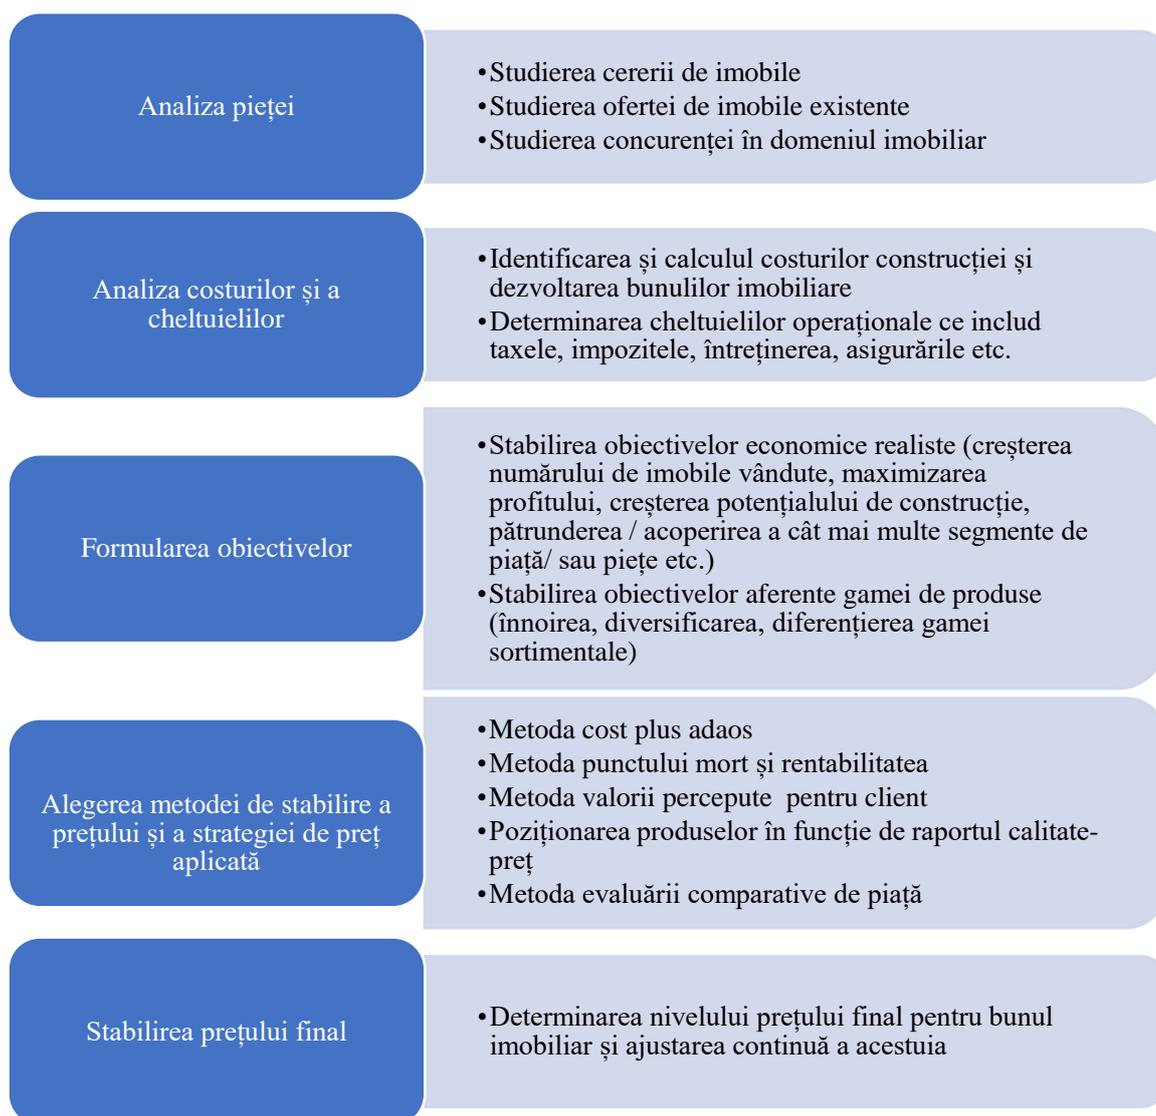 Analiza pieței
•Studierea cererii de imobile
•Studierea ofertei de imobile existente
•Studierea concurenței în domeniul imobiliar
Analiza costurilor și a
cheltuielilor
•Identificarea și calculul costurilor construcției și
dezvoltarea bunulilor imobiliare
•Determinarea cheltuielilor operaționale ce includ
taxele, impozitele, întreținerea, asigurările etc.
Formularea obiectivelor
•Stabilirea obiectivelor economice realiste (creșterea
numărului de imobile vândute, maximizarea
profitului, creșterea potențialului de construcție,
pătrunderea / acoperirea a cât mai multe segmente de
piață/ sau piețe etc.)
•Stabilirea obiectivelor aferente gamei de produse
(înnoirea, diversificarea, diferențierea gamei
sortimentale)
Alegerea metodei de stabilire a
prețului și a strategiei de preț
aplicată
•Metoda cost plus adaos
•Metoda punctului mort și rentabilitatea
•Metoda valorii percepute  pentru client
•Poziționarea produselor în funcție de raportul calitate-
preț
•Metoda evaluării comparative de piață
Stabilirea prețului final
•Determinarea nivelului prețului final pentru bunul
imobiliar și ajustarea continuă a acestuia